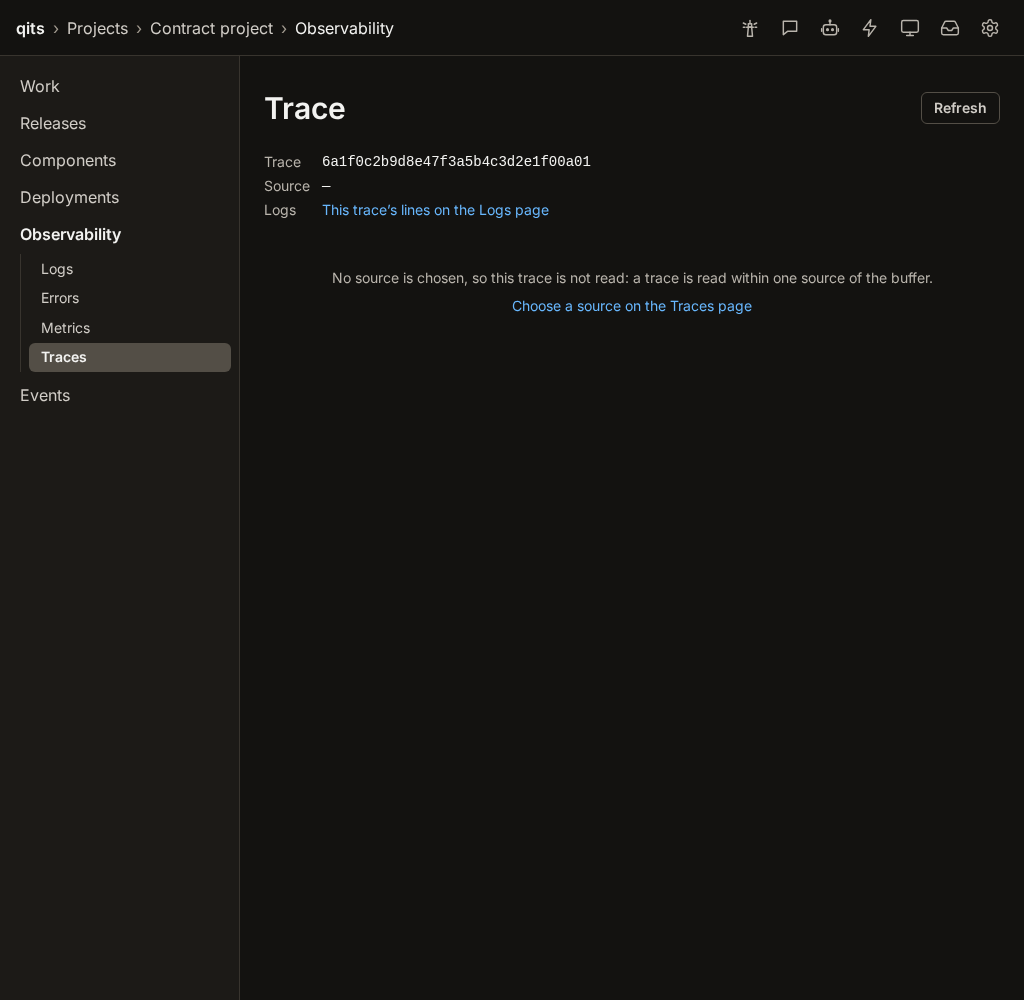 qits › Projects › Contract project › Observability
Work
Releases
Components
Deployments
Observability
Logs
Errors
Metrics
Traces
Events
Trace
Refresh
Trace 6a1f0c2b9d8e47f3a5b4c3d2e1f00a01
Source —
Logs This trace’s lines on the Logs page
No source is chosen, so this trace is not read: a trace is read within one source of the buffer.
Choose a source on the Traces page